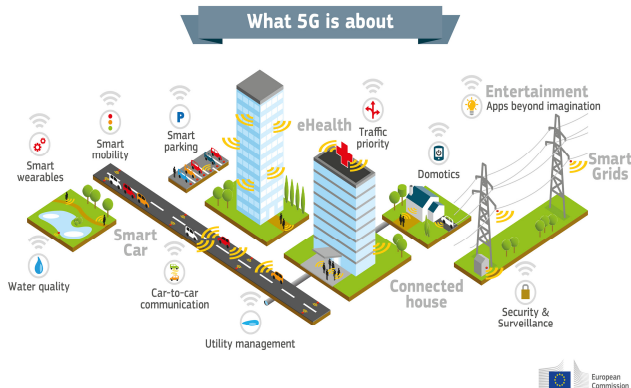 What 5G is about
Entertainment
Apps beyond imagination
eHealth
P
Smart
parking
Traffic
priority
Smart
mobility
Smart
wearables
Domotics
Smart
Grids
Smart
Car
Water quality
Car-to-car
communication
Connected
house
Utility management
Security &
Surveillance
European
Commission